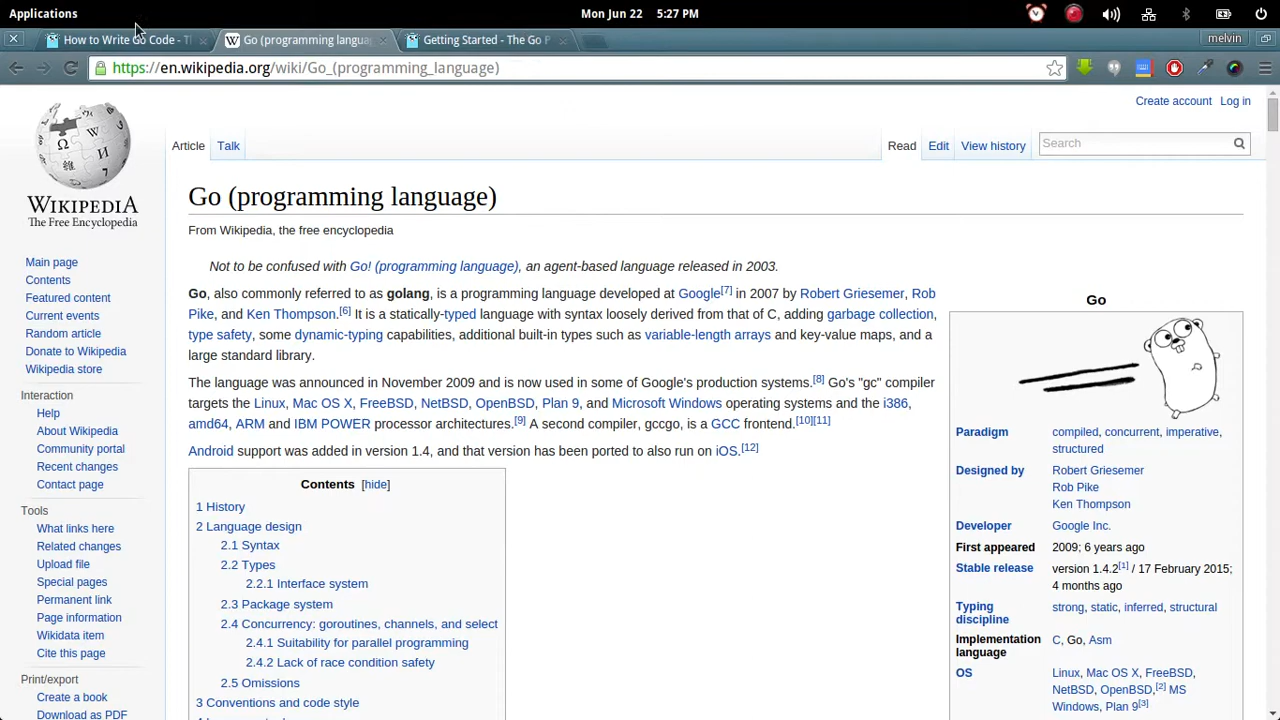 Applications
Mon Jun 22 5:27 PM
How to Write Go Code - T
Go (programming langua
Getting Started - The Go P
melvin
https://en.wikipedia.org/wiki/Go_(programming_language)
Create account Log in
Article Talk
Read Edit View history
Search
WIKIPEDIA
The Free Encyclopedia
Main page
Contents
Featured content
Current events
Random article
Donate to Wikipedia
Wikipedia store
Interaction
Help
About Wikipedia
Community portal
Recent changes
Contact page
Tools
What links here
Related changes
Upload file
Special pages
Permanent link
Page information
Wikidata item
Cite this page
Print/export
Create a book
Download as PDF
Go (programming language)
From Wikipedia, the free encyclopedia
Not to be confused with Go! (programming language), an agent-based language released in 2003.
Go, also commonly referred to as golang, is a programming language developed at Google[7] in 2007 by Robert Griesemer, Rob
Pike, and Ken Thompson.[6] It is a statically-typed language with syntax loosely derived from that of C, adding garbage collection,
type safety, some dynamic-typing capabilities, additional built-in types such as variable-length arrays and key-value maps, and a
large standard library.
The language was announced in November 2009 and is now used in some of Google's production systems.[8] Go's "gc" compiler
targets the Linux, Mac OS X, FreeBSD, NetBSD, OpenBSD, Plan 9, and Microsoft Windows operating systems and the i386,
amd64, ARM and IBM POWER processor architectures.[9] A second compiler, gccgo, is a GCC frontend.[10][11]
Android support was added in version 1.4, and that version has been ported to also run on iOS.[12]
Contents [hide]
1 History
2 Language design
2.1 Syntax
2.2 Types
2.2.1 Interface system
2.3 Package system
2.4 Concurrency: goroutines, channels, and select
2.4.1 Suitability for parallel programming
2.4.2 Lack of race condition safety
2.5 Omissions
3 Conventions and code style
Go
Paradigm compiled, concurrent, imperative,
structured
Designed by Robert Griesemer
Rob Pike
Ken Thompson
Developer Google Inc.
First appeared 2009; 6 years ago
Stable release version 1.4.2[1] / 17 February 2015;
4 months ago
Typing strong, static, inferred, structural
discipline
Implementation C, Go, Asm
language
OS Linux, Mac OS X, FreeBSD,
NetBSD, OpenBSD,[2] MS
Windows, Plan 9[3]